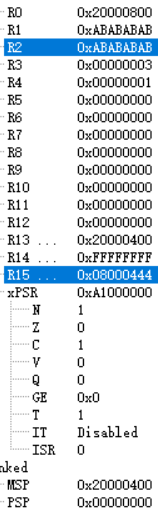 R0 0x20000800
R1 0xABABABAB
R2 0xABABABAB
R3 0x00000003
R4 0x00000001
R5 0x00000000
R6 0x00000000
R7 0x00000000
R8 0x00000000
R9 0x00000000
R10 0x00000000
R11 0x00000000
R12 0x00000000
R13 ... 0x20000400
R14 ... 0xFFFFFFFF
R15 ... 0x08000444
xPSR 0xA1000000
N 1
Z 0
C 1
V 0
Q 0
GE 0x0
T 1
IT Disabled
ISR 0
nked
MSP 0x20000400
PSP 0x00000000